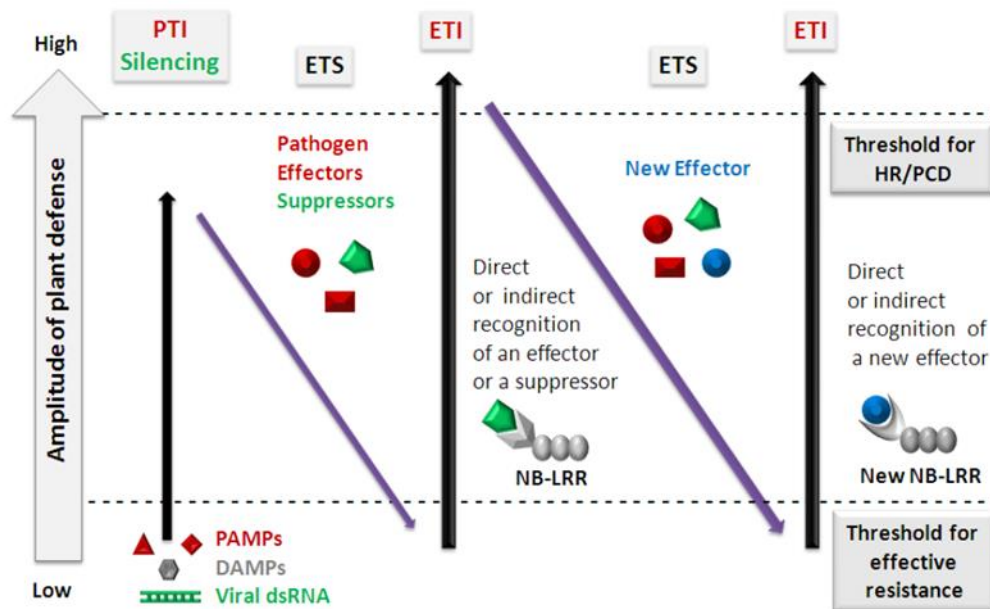 High
Amplitude of plant defense
Low
PTI
Silencing
ETS
ETI
ETS
ETI
Pathogen
Effectors
Suppressors
New Effector
Threshold for
HR/PCD
Direct
or indirect
recognition
of an effector
or a suppressor
NB-LRR
Direct
or indirect
recognition of
a new effector
New NB-LRR
PAMPs
DAMPs
Viral dsRNA
Threshold for
effective
resistance